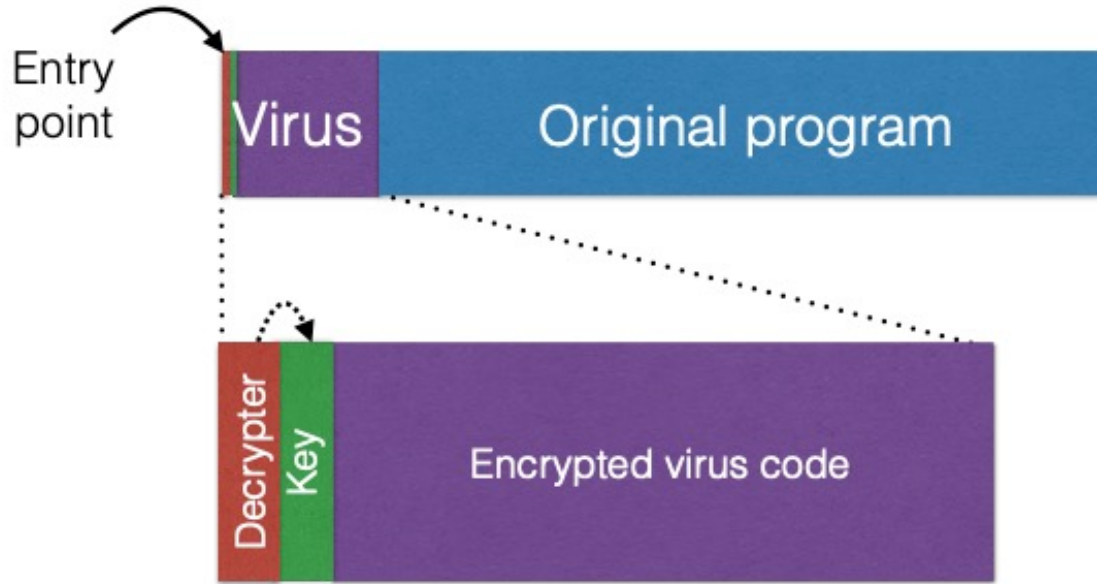 Entry
point
Virus
Original program
Decrypter
Key
Encrypted virus code